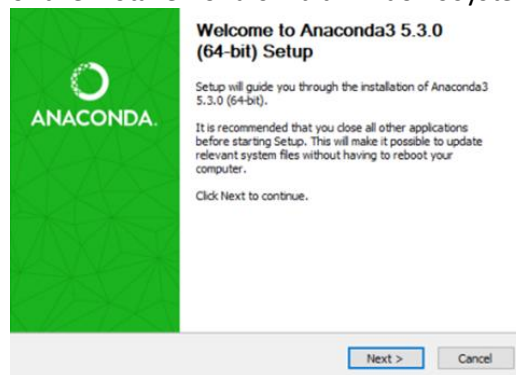 Welcome to Anaconda3 5.3.0
(64-bit) Setup
ANACONDA.
Setup will guide you through the installation of Anaconda3
5.3.0 (64-bit).
It is recommended that you close all other applications
before starting Setup. This will make it possible to update
relevant system files without having to reboot your
computer.
Click Next to continue.
Next >
Cancel